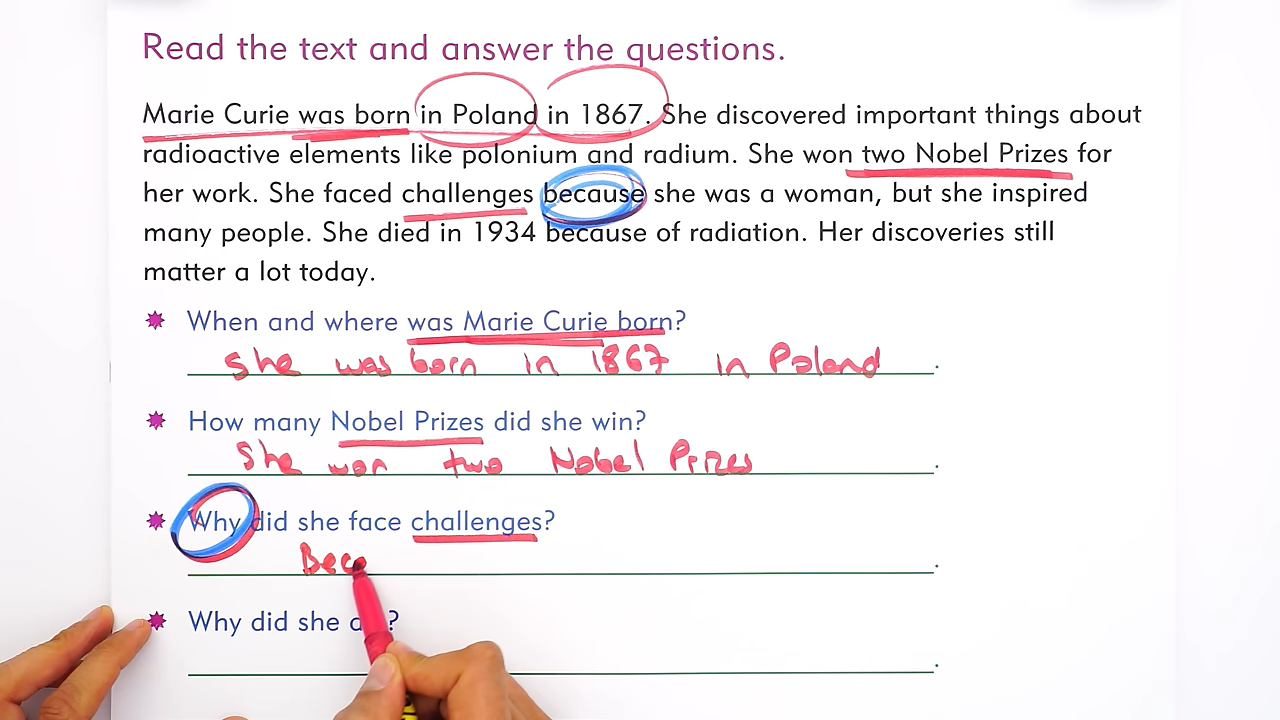 Read the text and answer the questions.
Marie Curie was born in Poland in 1867. She discovered important things about
radioactive elements like polonium and radium. She won two Nobel Prizes for
her work. She faced challenges because she was a woman, but she inspired
many people. She died in 1934 because of radiation. Her discoveries still
matter a lot today.
When and where was Marie Curie born?
She was born in 1867 in Poland.
How many Nobel Prizes did she win?
She won two Nobel Prizes.
Why did she face challenges?
Bec
Why did she ?